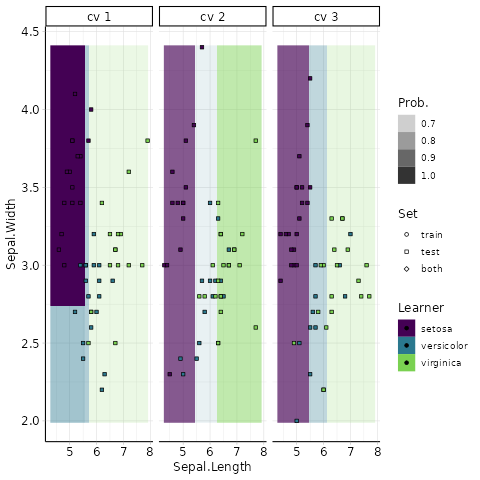 cv 1 cv 2 cv 3
4.5
4.0
3.5
3.0
2.5
2.0
Sepal.Width
5 6 7 8 5 6 7 8 5 6 7 8
Sepal.Length
Prob.
0.7
0.8
0.9
1.0
Set
train
test
both
Learner
setosa
versicolor
virginica